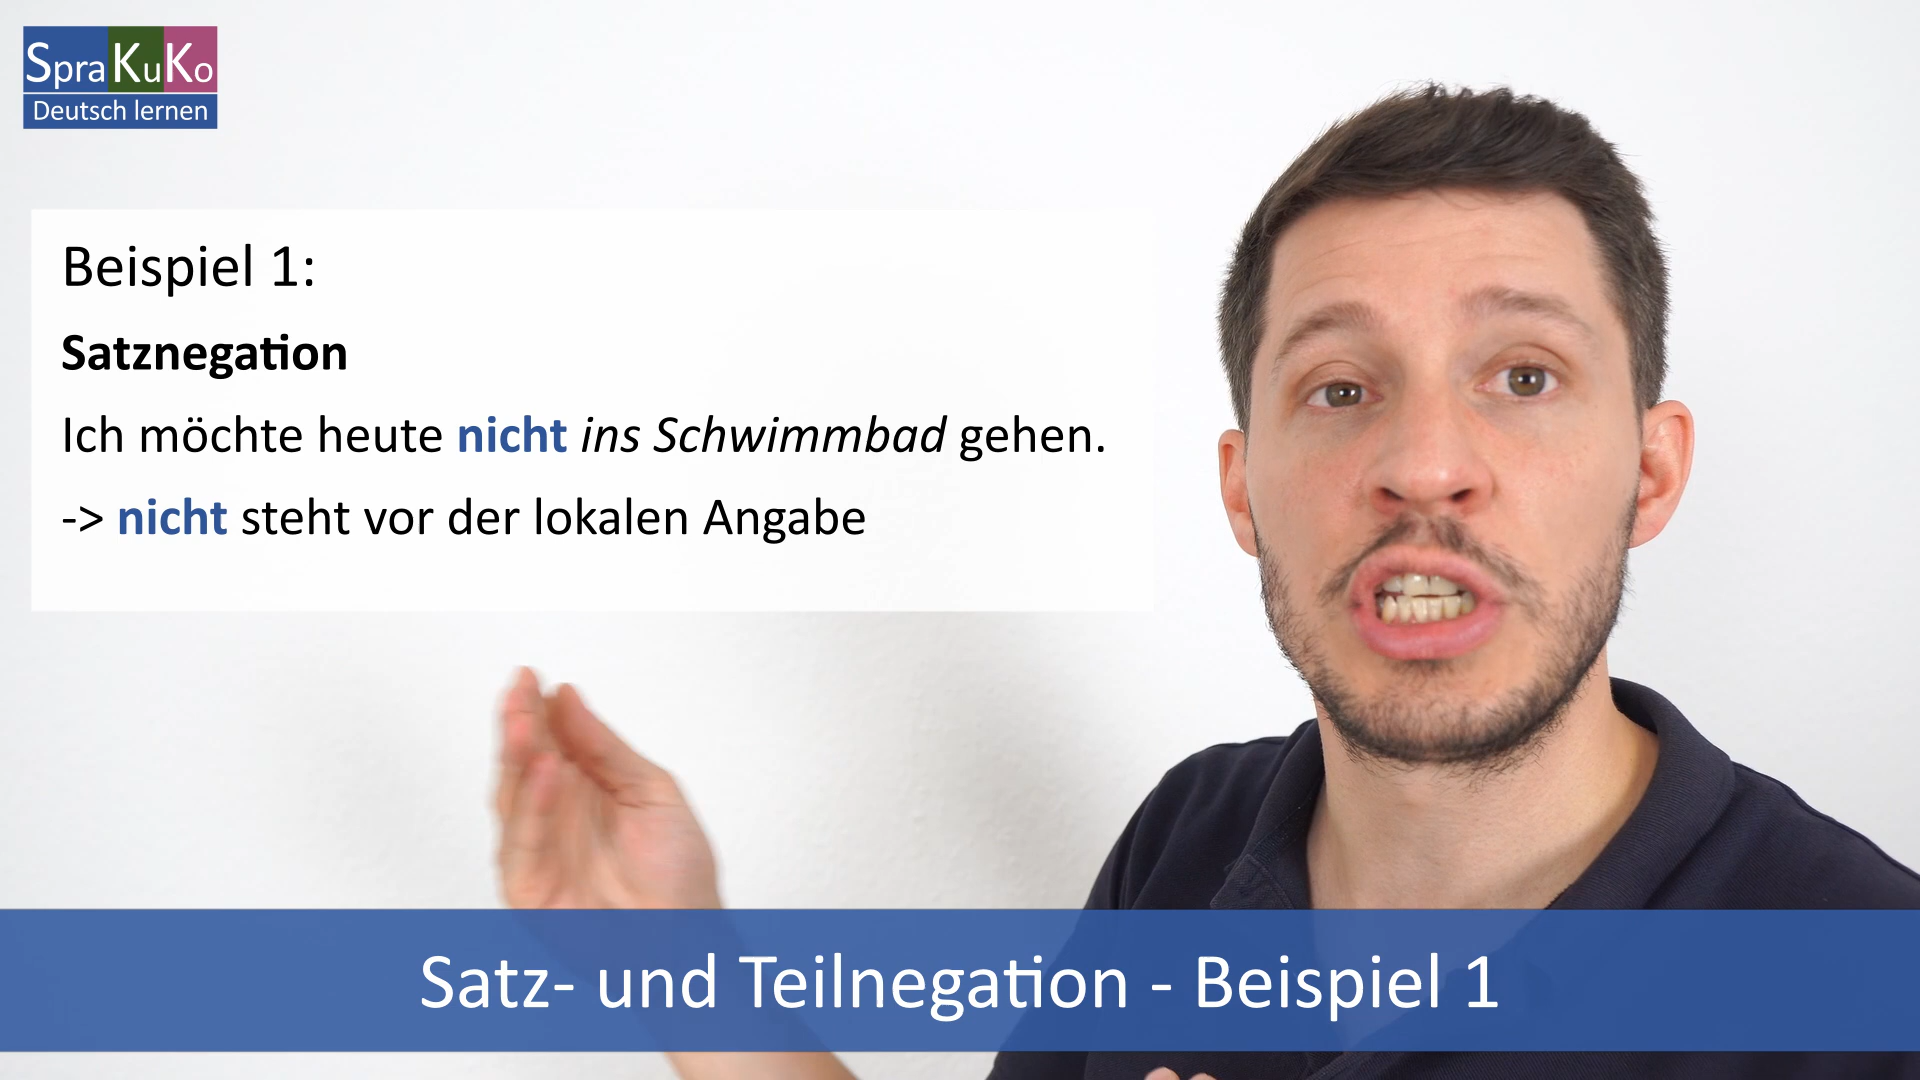 SpraKuKo
Deutsch lernen
Beispiel 1:
Satznegation
Ich möchte heute nicht ins Schwimmbad gehen.
-> nicht steht vor der lokalen Angabe
Satz- und Teilnegation - Beispiel 1